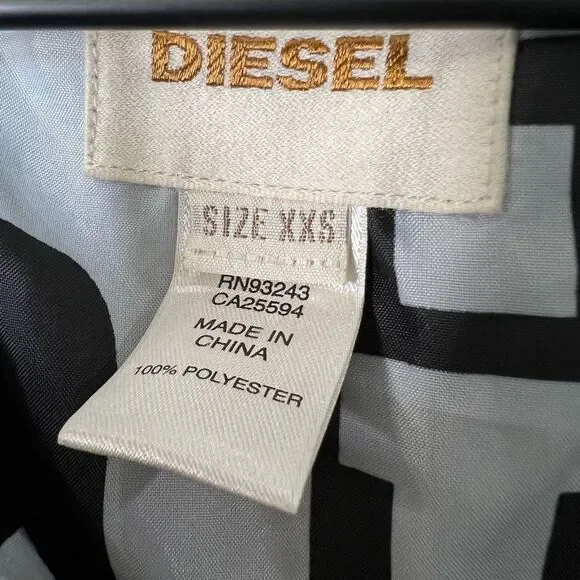 DIESEL
SIZE XXS
RN93243
CA25594
MADE IN
CHINA
100% POLYESTER